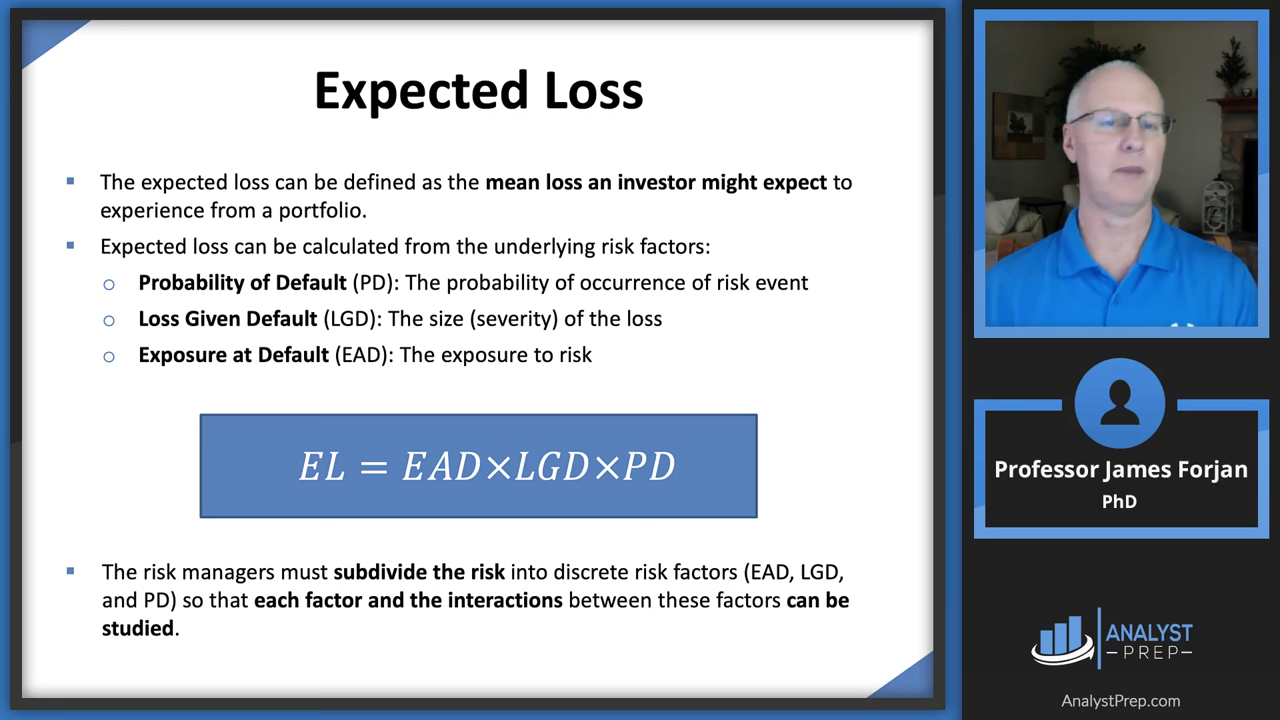 Expected Loss
▪ The expected loss can be defined as the mean loss an investor might expect to
experience from a portfolio.
▪ Expected loss can be calculated from the underlying risk factors:
○ Probability of Default (PD): The probability of occurrence of risk event
○ Loss Given Default (LGD): The size (severity) of the loss
○ Exposure at Default (EAD): The exposure to risk
EL = EAD×LGD×PD
▪ The risk managers must subdivide the risk into discrete risk factors (EAD, LGD,
and PD) so that each factor and the interactions between these factors can be
studied.
Professor James Forjan
PhD
ANALYST
–PREP–
AnalystPrep.com